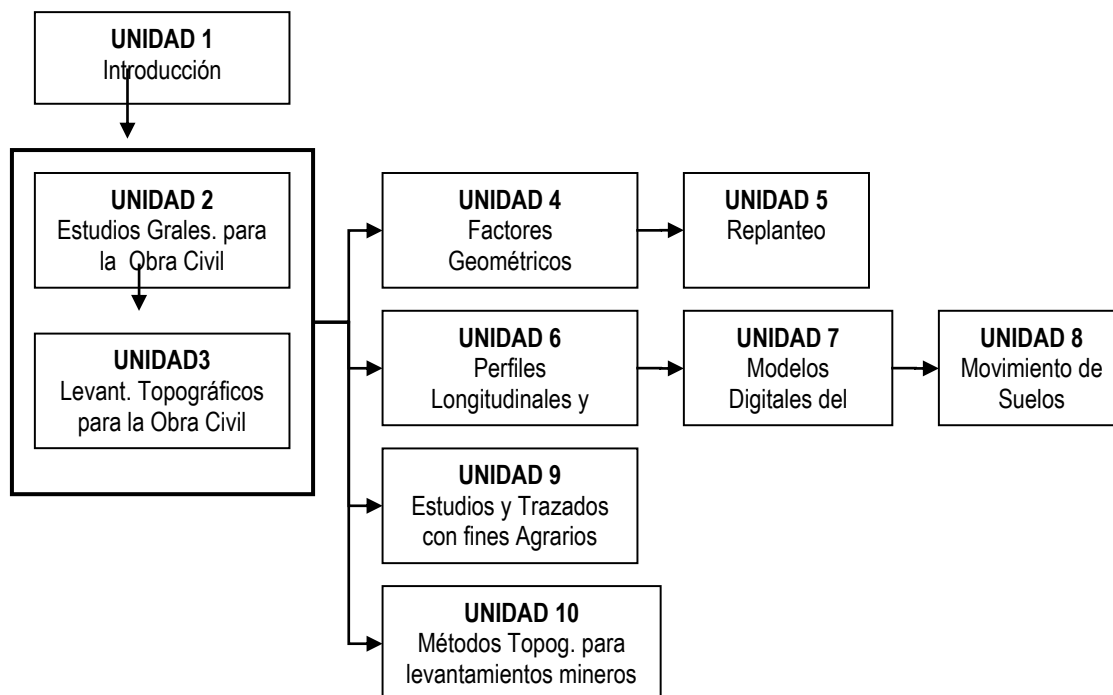 UNIDAD 1
Introducción
UNIDAD 2
Estudios Grales. para
la Obra Civil
UNIDAD3
Levant. Topográficos
para la Obra Civil
UNIDAD 4
Factores
Geométricos
UNIDAD 5
Replanteo
UNIDAD 6
Perfiles
Longitudinales y
UNIDAD 7
Modelos
Digitales del
UNIDAD 8
Movimiento de
Suelos
UNIDAD 9
Estudios y Trazados
con fines Agrarios
UNIDAD 10
Métodos Topog. para
levantamientos mineros